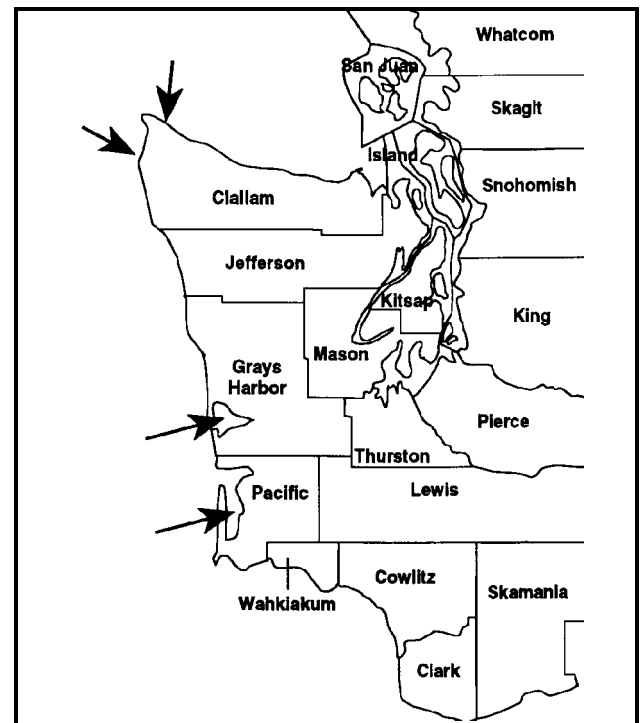 Whatcom
San Juan
Skagit
Island
Snohomish
Clallam
Jefferson
Kitsap
King
Mason
Grays
Harbor
Pierce
Thurston
Pacific
Lewis
Cowlitz
Skamania
Wahkiakum
Clark